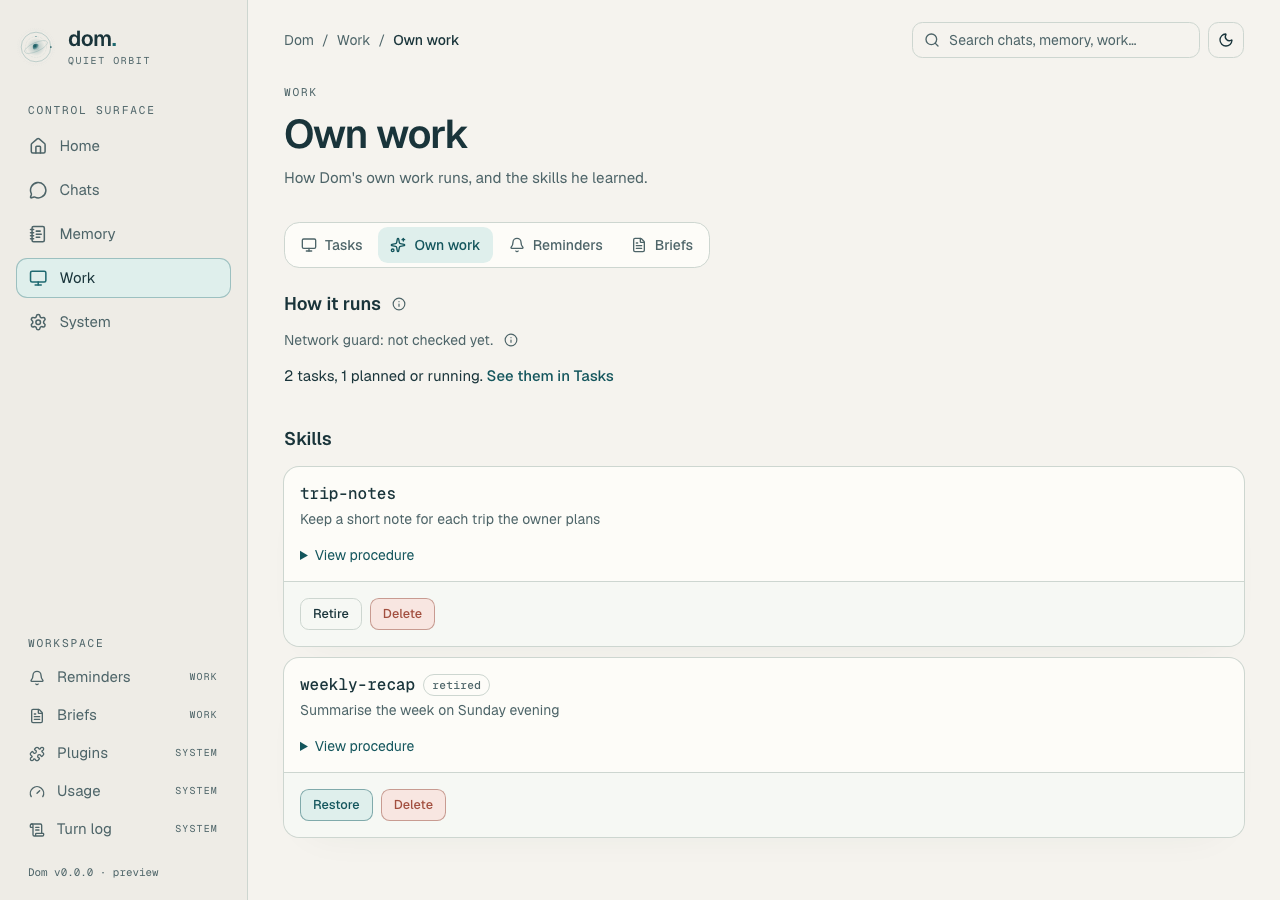 dom.
QUIET ORBIT
CONTROL SURFACE
Home
Chats
Memory
Work
System
WORKSPACE
Reminders WORK
Briefs WORK
Plugins SYSTEM
Usage SYSTEM
Turn log SYSTEM
Dom v0.0.0 · preview
Dom / Work / Own work
Search chats, memory, work…
WORK
Own work
How Dom's own work runs, and the skills he learned.
Tasks Own work Reminders Briefs
How it runs
Network guard: not checked yet.
2 tasks, 1 planned or running. See them in Tasks
Skills
trip-notes
Keep a short note for each trip the owner plans
View procedure
Retire Delete
weekly-recap retired
Summarise the week on Sunday evening
View procedure
Restore Delete